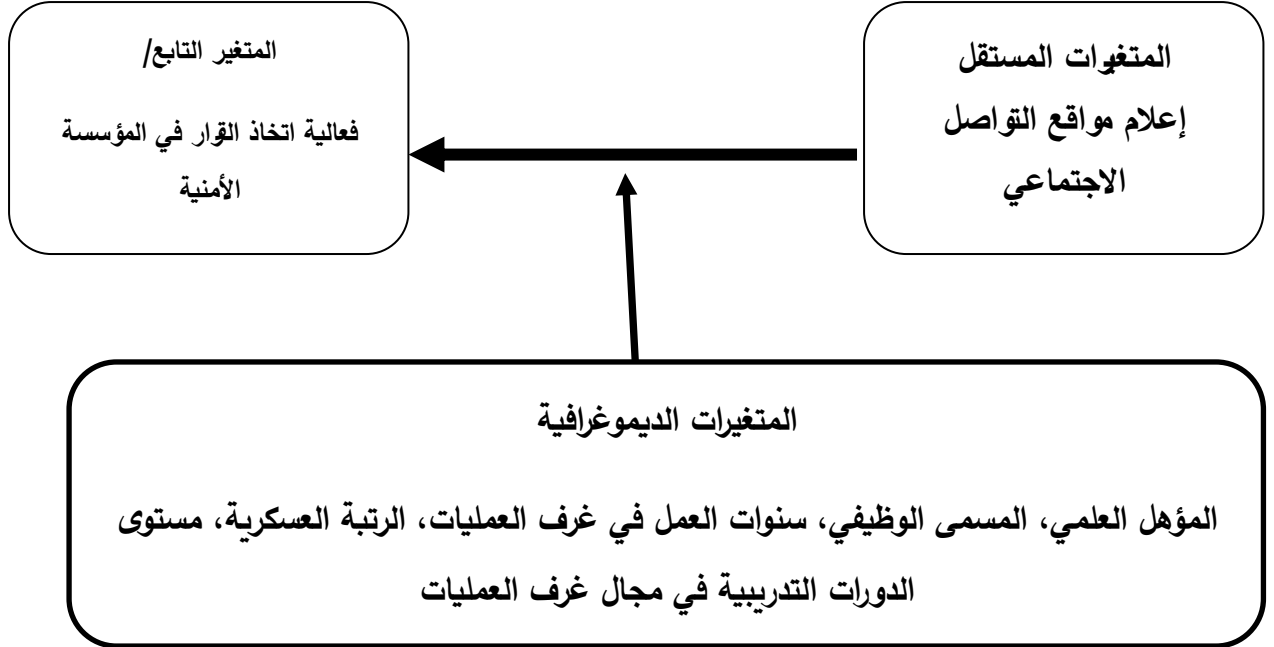 المتغيرات المستقل
إعلام مواقع التواصل
الاجتماعي
المتغير التابع/
فعالية اتخاذ القرار في المؤسسة
الأمنية
المتغيرات الديموغرافية
المؤهل العلمي، المسمى الوظيفي، سنوات العمل في غرف العمليات، الرتبة العسكرية، مستوى
الدورات التدريبية في مجال غرف العمليات